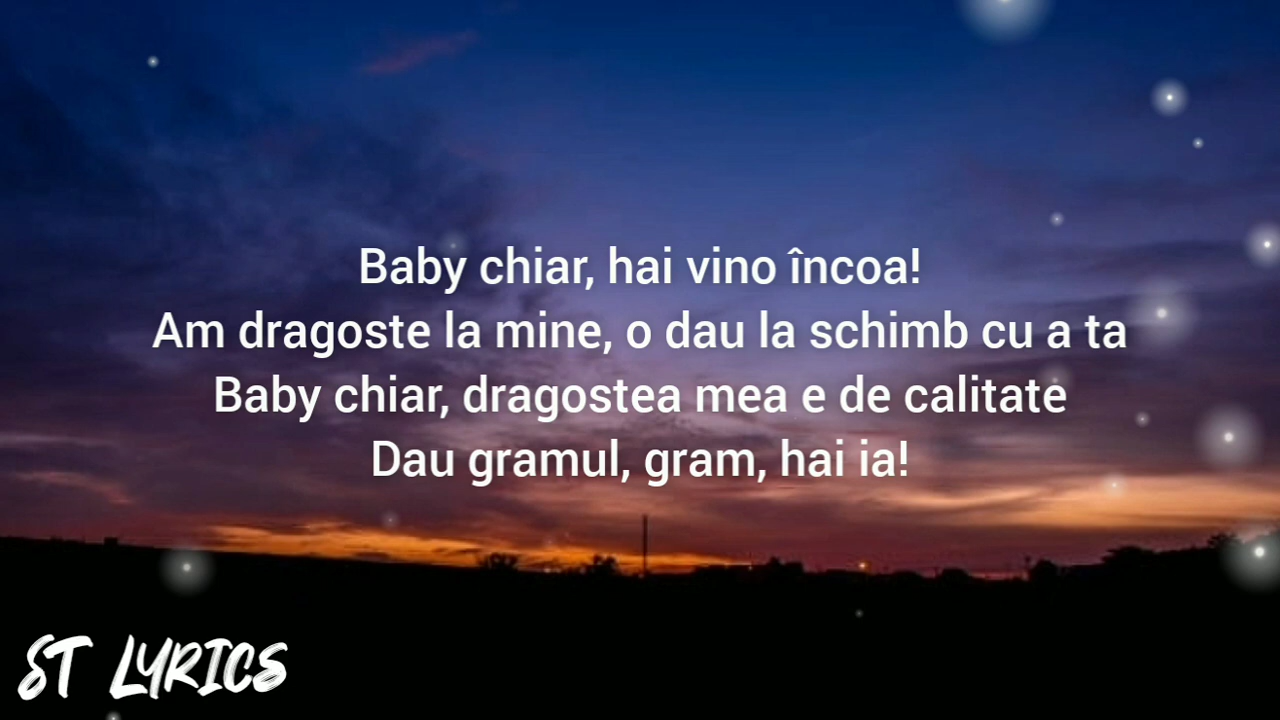 Baby chiar, hai vino încoa!
Am dragoste la mine, o dau la schimb cu a ta
Baby chiar, dragostea mea e de calitate
Dau gramul, gram, hai ia!
ST LYRICS